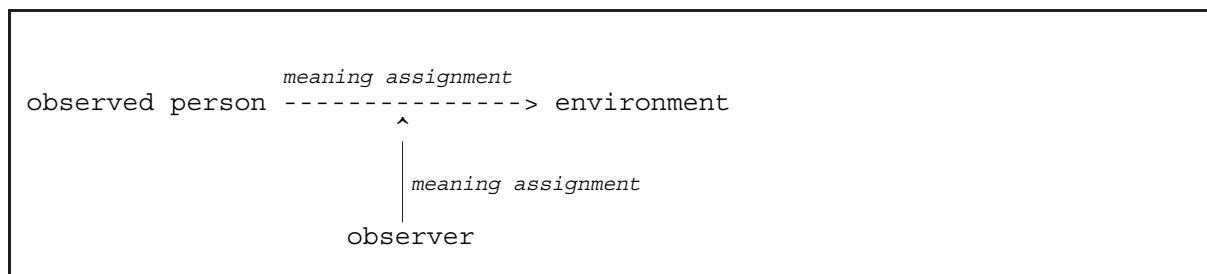 meaning assignment
observed person ---------------> environment
^
meaning assignment
observer